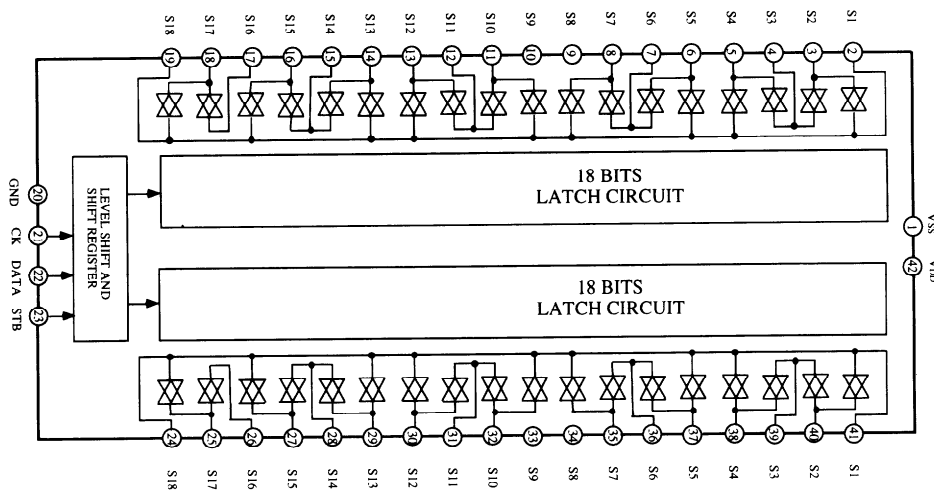 S18 S17 S16 S15 S14 S13 S12 S11 S10 S9 S8 S7 S6 S5 S4 S3 S2 S1
19 18 17 16 15 14 13 12 11 10 9 8 7 6 5 4 3 2
18 BITS
LATCH CIRCUIT
LEVEL SHIFT AND
SHIFT REGISTER
GND
20
CK
21
DATA
22
STB
23
VSS
1
VDD
42
18 BITS
LATCH CIRCUIT
24 25 26 27 28 29 30 31 32 33 34 35 36 37 38 39 40 41
S18 S17 S16 S15 S14 S13 S12 S11 S10 S9 S8 S7 S6 S5 S4 S3 S2 S1